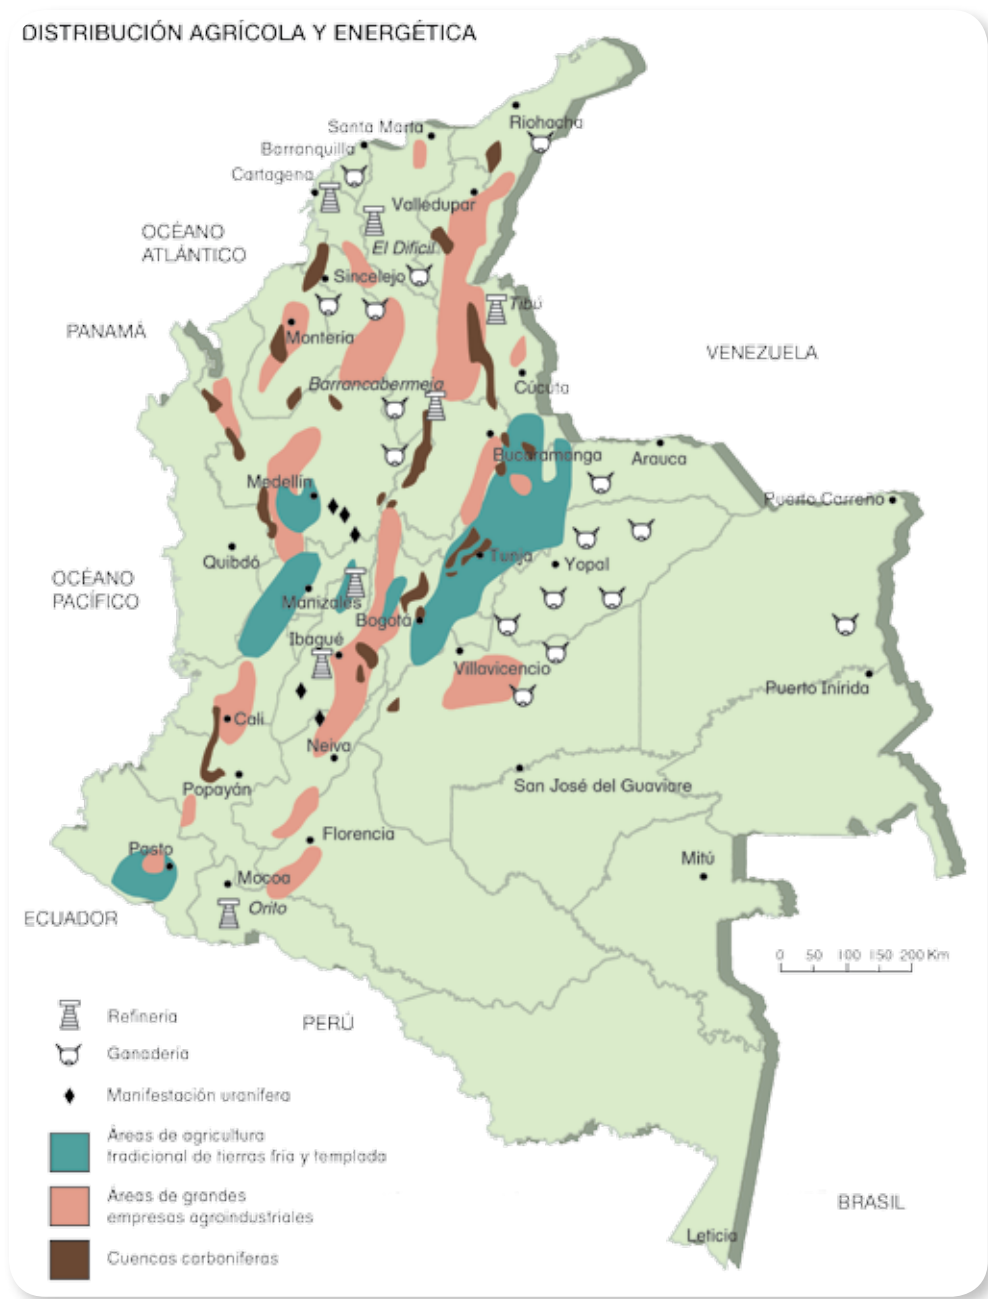 DISTRIBUCIÓN AGRÍCOLA Y ENERGÉTICA
Riohacha
Santa Marta
Barranquilla
Cartagena
Valledupar
OCÉANO
ATLÁNTICO
El Difícil
Sincelejo
Tibú
PANAMÁ
Montería
VENEZUELA
Barrancabermeja
Cúcuta
Bucaramanga
Arauca
Medellín
Puerto Carreño
Quibdó
Tunja
Yopal
OCÉANO
PACÍFICO
Manizales
Bogotá
Ibagué
Villavicencio
Puerto Inírida
Cali
Neiva
Popayán
San José del Guaviare
Florencia
Pasto
Mitú
Mocoa
Orito
ECUADOR
0 50 100 150 200 Km
PERÚ
Refinería
Ganadería
Manifestación uranífera
Áreas de agricultura
tradicional de tierras fría y templada
Áreas de grandes
empresas agroindustriales
BRASIL
Leticia
Cuencas carboníferas